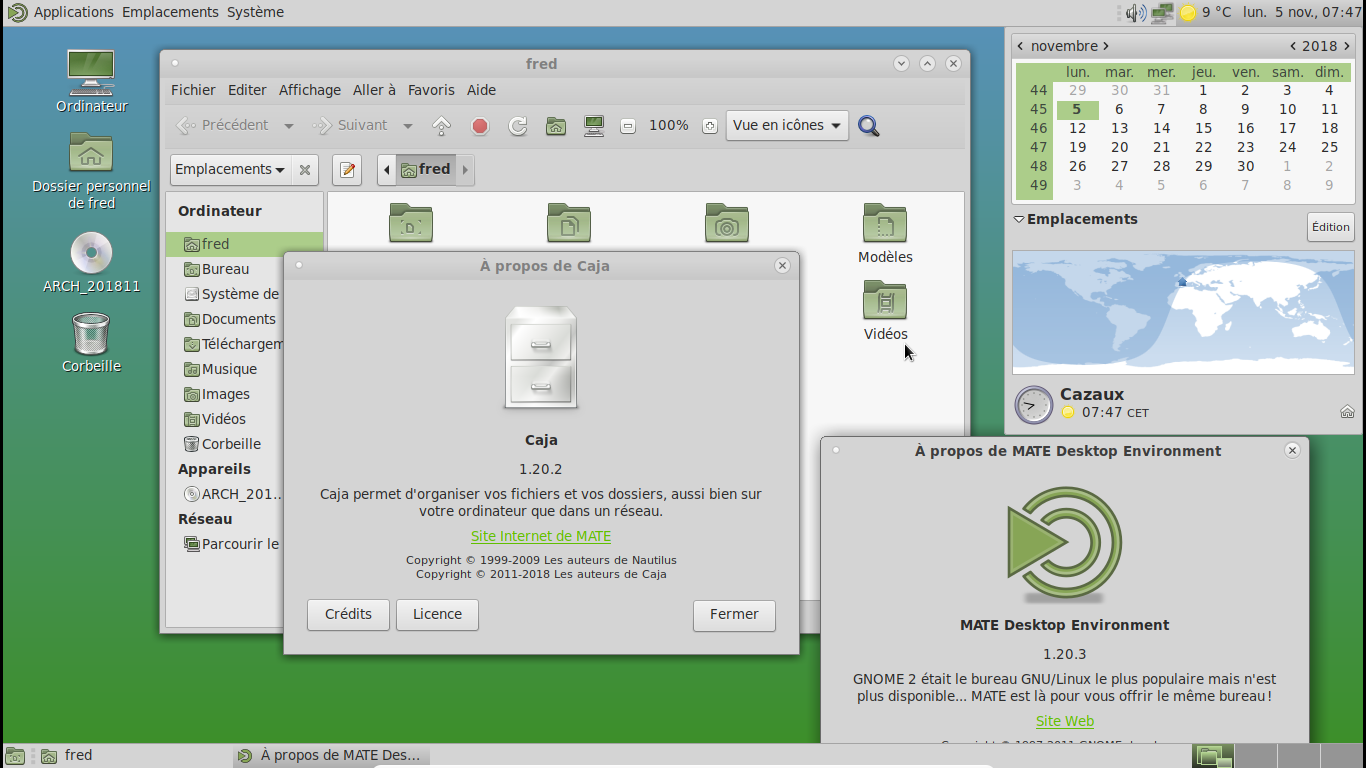 Applications Emplacements Système
9 °C lun. 5 nov., 07:47
Ordinateur
Dossier personnel
de fred
ARCH_201811
Corbeille
fred
Fichier Editer Affichage Aller à Favoris Aide
Précédent Suivant 100% Vue en icônes
Emplacements fred
Ordinateur
fred
Bureau
Système de
Documents
Téléchargem
Musique
Images
Vidéos
Corbeille
Appareils
ARCH_201...
Réseau
Parcourir le
Modèles
Vidéos
À propos de Caja
Caja
1.20.2
Caja permet d'organiser vos fichiers et vos dossiers, aussi bien sur
votre ordinateur que dans un réseau.
Site Internet de MATE
Copyright © 1999-2009 Les auteurs de Nautilus
Copyright © 2011-2018 Les auteurs de Caja
Crédits Licence Fermer
novembre 2018
lun. mar. mer. jeu. ven. sam. dim.
44 29 30 31 1 2 3 4
45 5 6 7 8 9 10 11
46 12 13 14 15 16 17 18
47 19 20 21 22 23 24 25
48 26 27 28 29 30 1 2
49 3 4 5 6 7 8 9
Emplacements Édition
Cazaux
07:47 CET
À propos de MATE Desktop Environment
MATE Desktop Environment
1.20.3
GNOME 2 était le bureau GNU/Linux le plus populaire mais n'est
plus disponible... MATE est là pour vous offrir le même bureau !
Site Web
fred À propos de MATE Des...